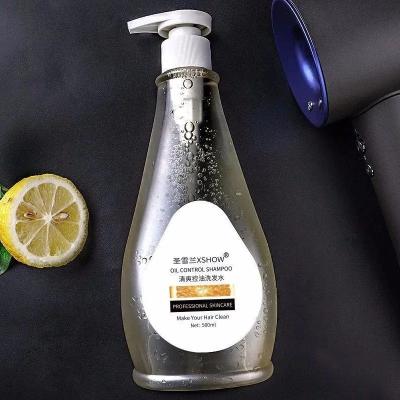 圣雪兰XSHOW®
OIL CONTROL SHAMPOO
清爽控油洗发水
PROFESSIONAL SKINCARE
Make Your Hair Clean
Net: 500ml